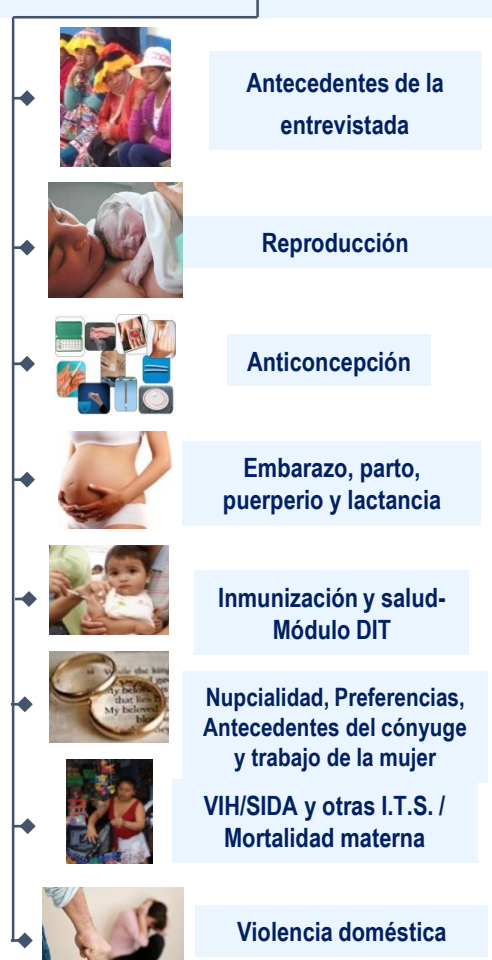 Antecedentes de la
entrevistada
Reproducción
Anticoncepción
Embarazo, parto,
puerperio y lactancia
Inmunización y salud-
Módulo DIT
Nupcialidad, Preferencias,
Antecedentes del cónyuge
y trabajo de la mujer
VIH/SIDA y otras I.T.S. /
Mortalidad materna
Violencia doméstica